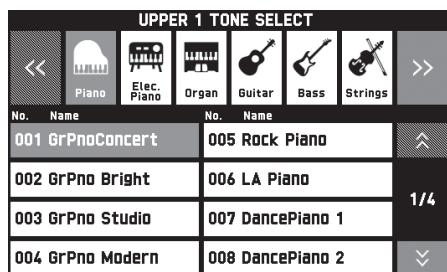 UPPER 1 TONE SELECT
<< Piano Elec. Piano Organ Guitar Bass Strings >>
No. Name No. Name
001 GrPnoConcert 005 Rock Piano
002 GrPno Bright 006 LA Piano
1/4
003 GrPno Studio 007 DancePiano 1
004 GrPno Modern 008 DancePiano 2